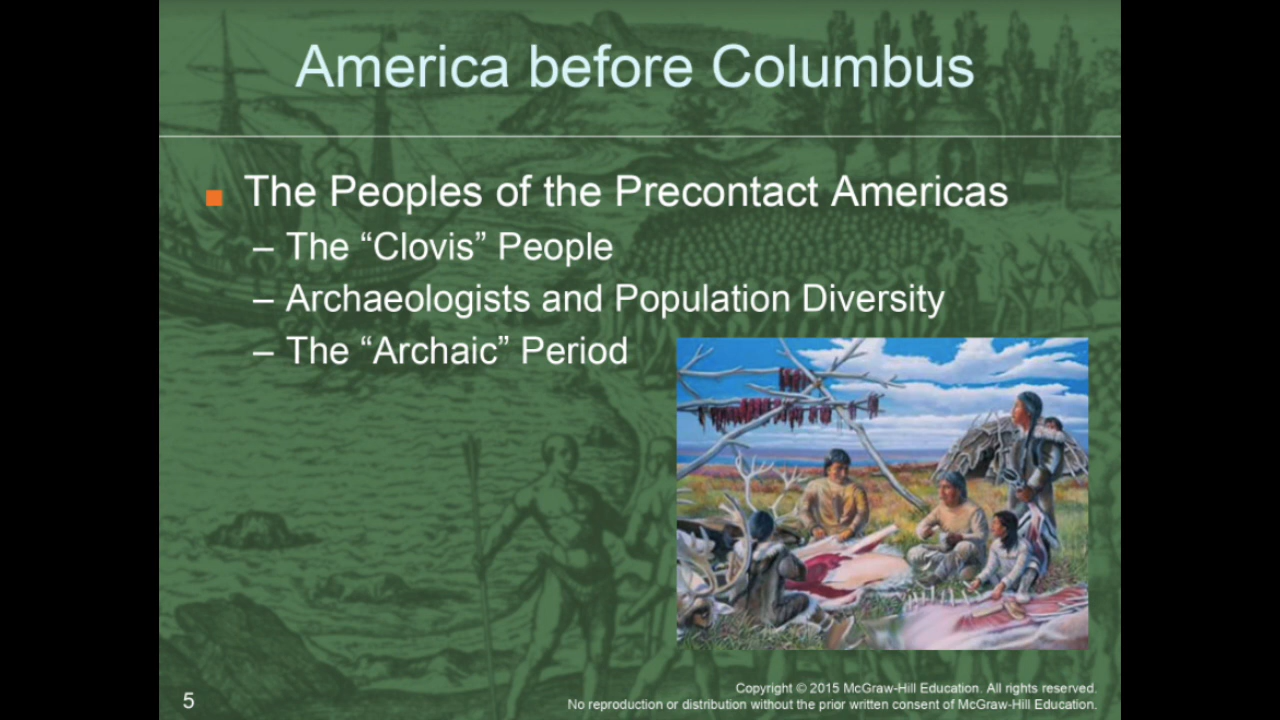 America before Columbus
The Peoples of the Precontact Americas
– The “Clovis” People
– Archaeologists and Population Diversity
– The “Archaic” Period
Copyright © 2015 McGraw-Hill Education. All rights reserved.
5
No reproduction or distribution without the prior written consent of McGraw-Hill Education.